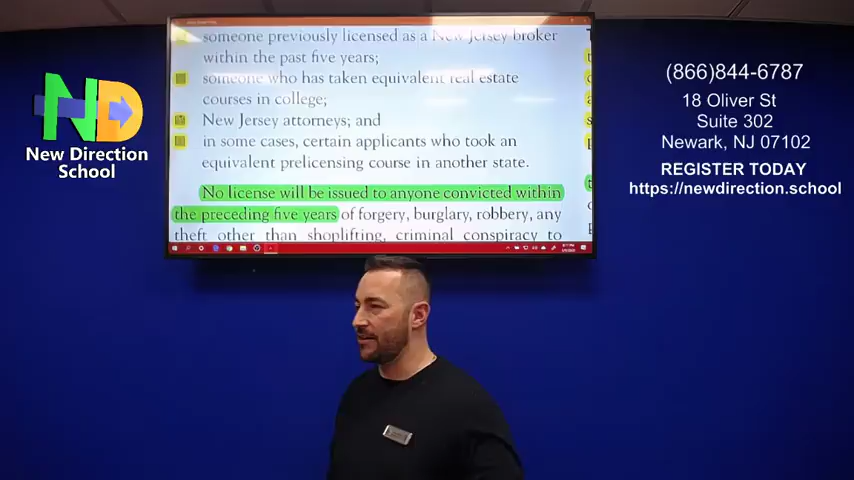 someone previously licensed as a New Jersey broker
within the past five years;
someone who has taken equivalent real estate
courses in college;
New Jersey attorneys; and
in some cases, certain applicants who took an
equivalent prelicensing course in another state.
No license will be issued to anyone convicted within
the preceding five years of forgery, burglary, robbery, any
theft other than shoplifting, criminal conspiracy to
ND
New Direction
School
(866)844-6787
18 Oliver St
Suite 302
Newark, NJ 07102
REGISTER TODAY
https://newdirection.school